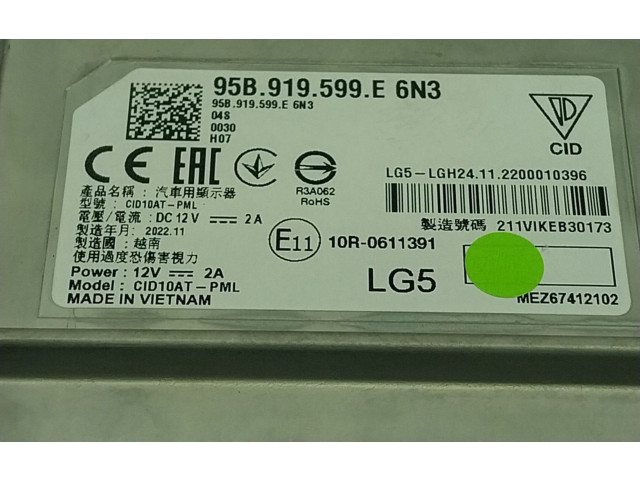 95B.919.599.E 6N3
95B.919.599.E 6N3
04S
0030
H07
CID
CE EAC
R3A062
RoHS
LG5-LGH24.11.2200010396
產品名稱: 汽車用顯示器
型號: CID10AT-PML
電壓/電流: DC 12V ⎓ 2A
製造年月: 2022.11
製造國: 越南
使用過度恐傷害視力
Power: 12V ⎓ 2A
Model: CID10AT-PML
MADE IN VIETNAM
E11 10R-0611391
製造號碼 211VIKEB30173
LG5
MEZ67412102